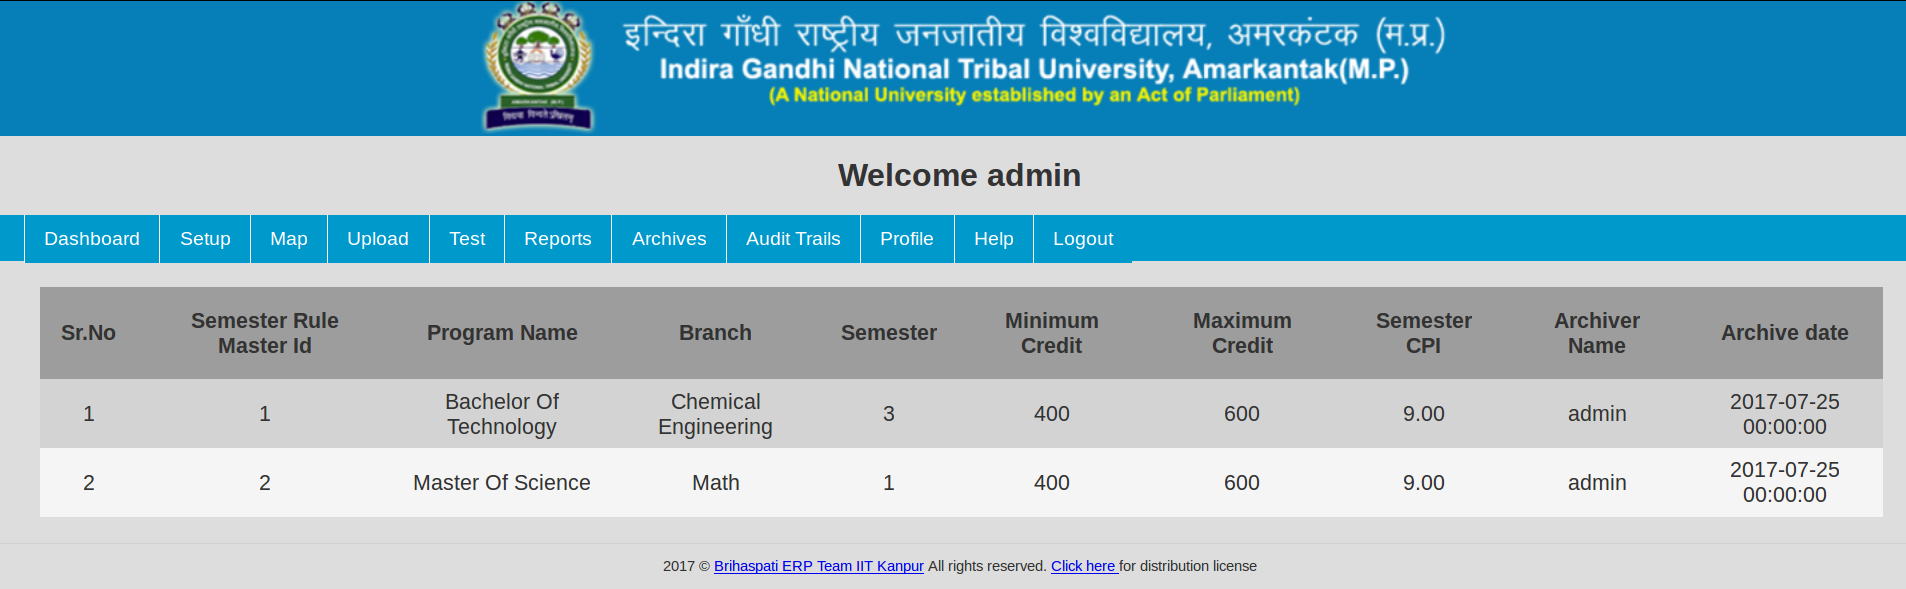 इन्दिरा गाँधी राष्ट्रीय जनजातीय विश्वविद्यालय, अमरकंटक (म.प्र.)
Indira Gandhi National Tribal University, Amarkantak(M.P.)
(A National University established by an Act of Parliament)
AMARKANTAK (M.P.)
Welcome admin
Dashboard Setup Map Upload Test Reports Archives Audit Trails Profile Help Logout
Sr.No Semester Rule Master Id Program Name Branch Semester Minimum Credit Maximum Credit Semester CPI Archiver Name Archive date
1 1 Bachelor Of Technology Chemical Engineering 3 400 600 9.00 admin 2017-07-25 00:00:00
2 2 Master Of Science Math 1 400 600 9.00 admin 2017-07-25 00:00:00
2017 © Brihaspati ERP Team IIT Kanpur All rights reserved. Click here for distribution license